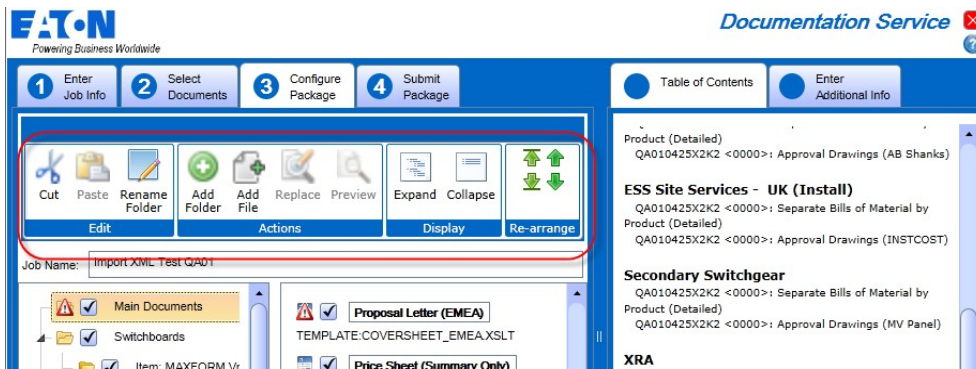 EATON
Powering Business Worldwide
Documentation Service
1 Enter
Job Info
2 Select
Documents
3 Configure
Package
4 Submit
Package
Table of Contents
Enter
Additional Info
Cut
Paste
Rename
Folder
Add
Folder
Add
File
Replace
Preview
Expand
Collapse
Edit
Actions
Display
Re-arrange
Job Name: Import XML Test QA01
Main Documents
Switchboards
Item: MAXFORM
Proposal Letter (EMEA)
TEMPLATE:COVERSHEET_EMEA.XSLT
Price Sheet (Summary Only)
Product (Detailed)
QA010425X2K2 <0000>: Approval Drawings (AB Shanks)
ESS Site Services - UK (Install)
QA010425X2K2 <0000>: Separate Bills of Material by
Product (Detailed)
QA010425X2K2 <0000>: Approval Drawings (INSTCOST)
Secondary Switchgear
QA010425X2K2 <0000>: Separate Bills of Material by
Product (Detailed)
QA010425X2K2 <0000>: Approval Drawings (MV Panel)
XRA